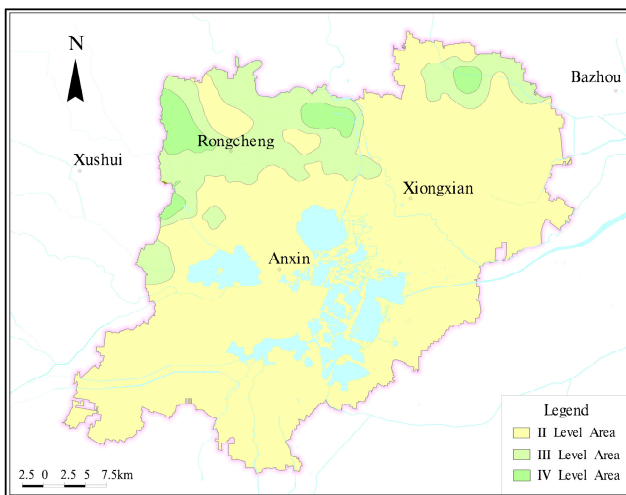 N
Bazhou
Rongcheng
Xushui
Xiongxian
Anxin
Legend
II Level Area
III Level Area
IV Level Area
2.5 0 2.5 5 7.5km